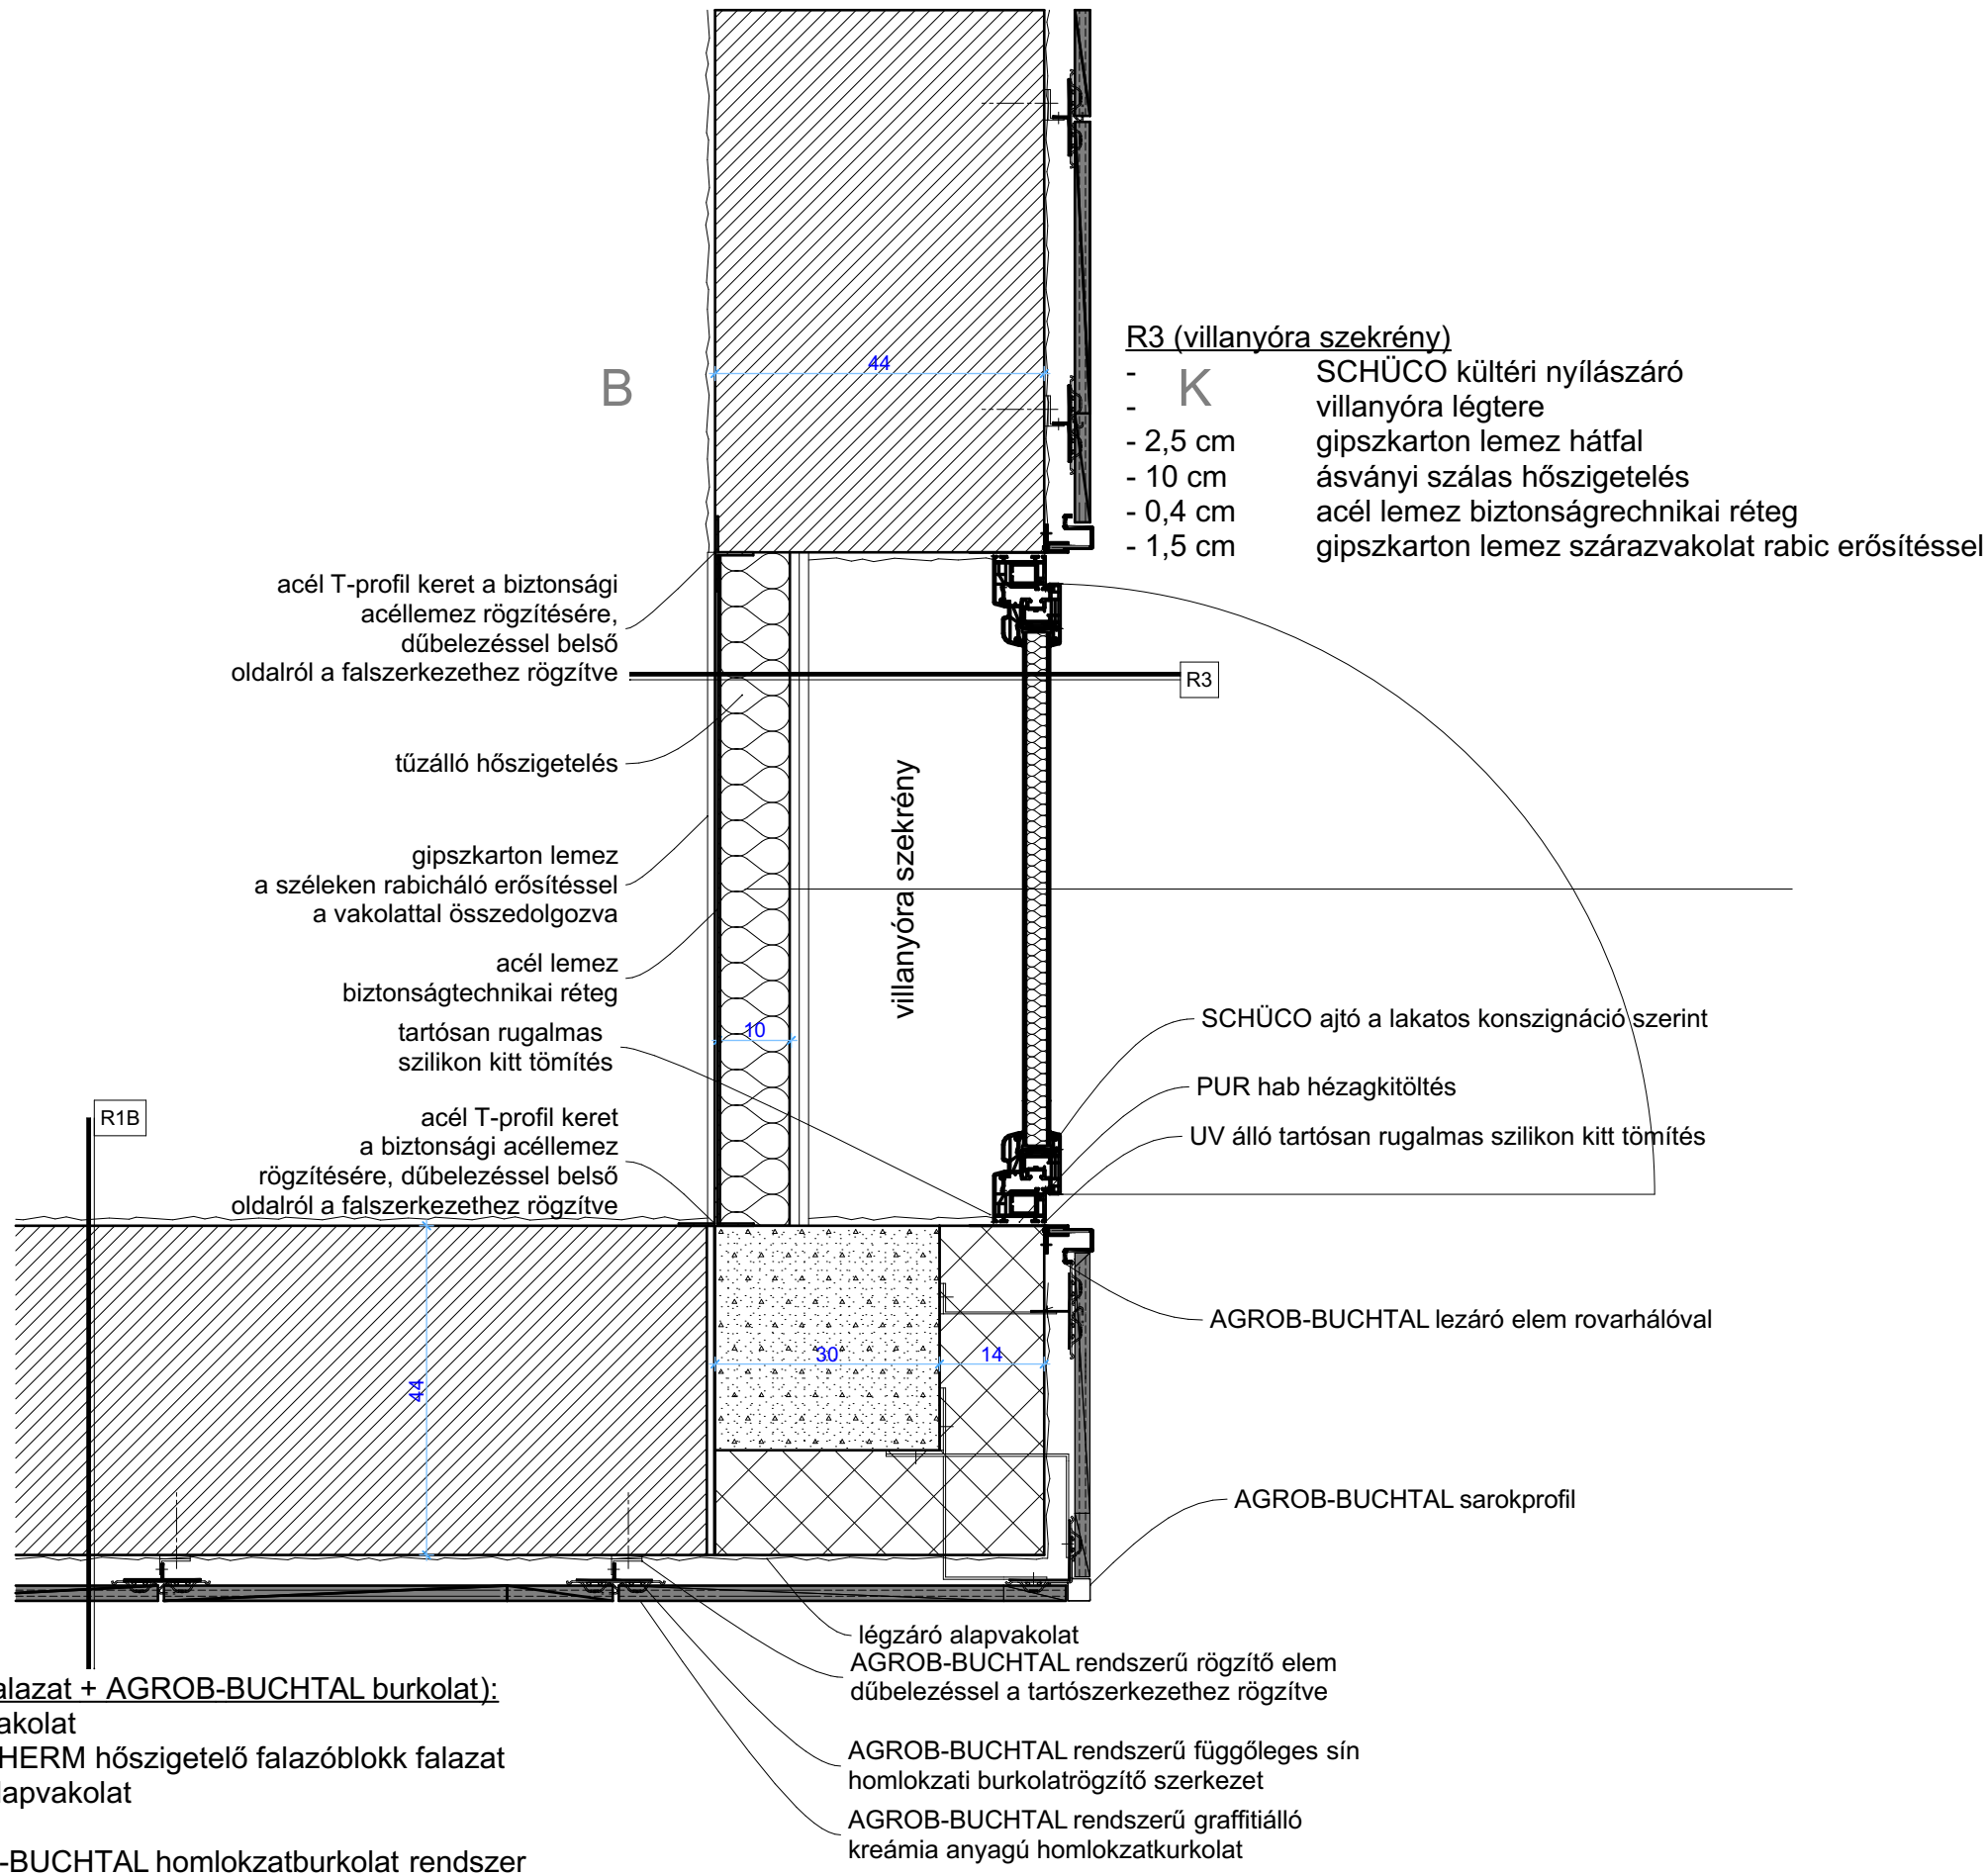 44
B
R3 (villanyóra szekrény)
- K SCHÜCO kültéri nyílászáró
- villanyóra légtere
- 2,5 cm gipszkarton lemez hátfal
- 10 cm ásványi szálas hőszigetelés
- 0,4 cm acél lemez biztonságrechnikai réteg
- 1,5 cm gipszkarton lemez szárazvakolat rabic erősítéssel
acél T-profil keret a biztonsági
acéllemez rögzítésére,
dűbelezéssel belső
oldalról a falszerkezethez rögzítve
R3
tűzálló hőszigetelés
villanyóra szekrény
gipszkarton lemez
a széleken rabicháló erősítéssel
a vakolattal összedolgozva
acél lemez
biztonságtechnikai réteg
10
tartósan rugalmas
szilikon kitt tömítés
SCHÜCO ajtó a lakatos konszignáció szerint
PUR hab hézagkitöltés
UV álló tartósan rugalmas szilikon kitt tömítés
R1B
acél T-profil keret
a biztonsági acéllemez
rögzítésére, dűbelezéssel belső
oldalról a falszerkezethez rögzítve
AGROB-BUCHTAL lezáró elem rovarhálóval
44
30
14
AGROB-BUCHTAL sarokprofil
légzáró alapvakolat
AGROB-BUCHTAL rendszerű rögzítő elem
dűbelezéssel a tartószerkezethez rögzítve
AGROB-BUCHTAL rendszerű függőleges sín
homlokzati burkolatrögzítő szerkezet
AGROB-BUCHTAL rendszerű graffitiálló
kreámia anyagú homlokzatkurkolat
alazat + AGROB-BUCHTAL burkolat):
akolat
HERM hőszigetelő falazóblokk falazat
lapvakolat
-BUCHTAL homlokzatburkolat rendszer